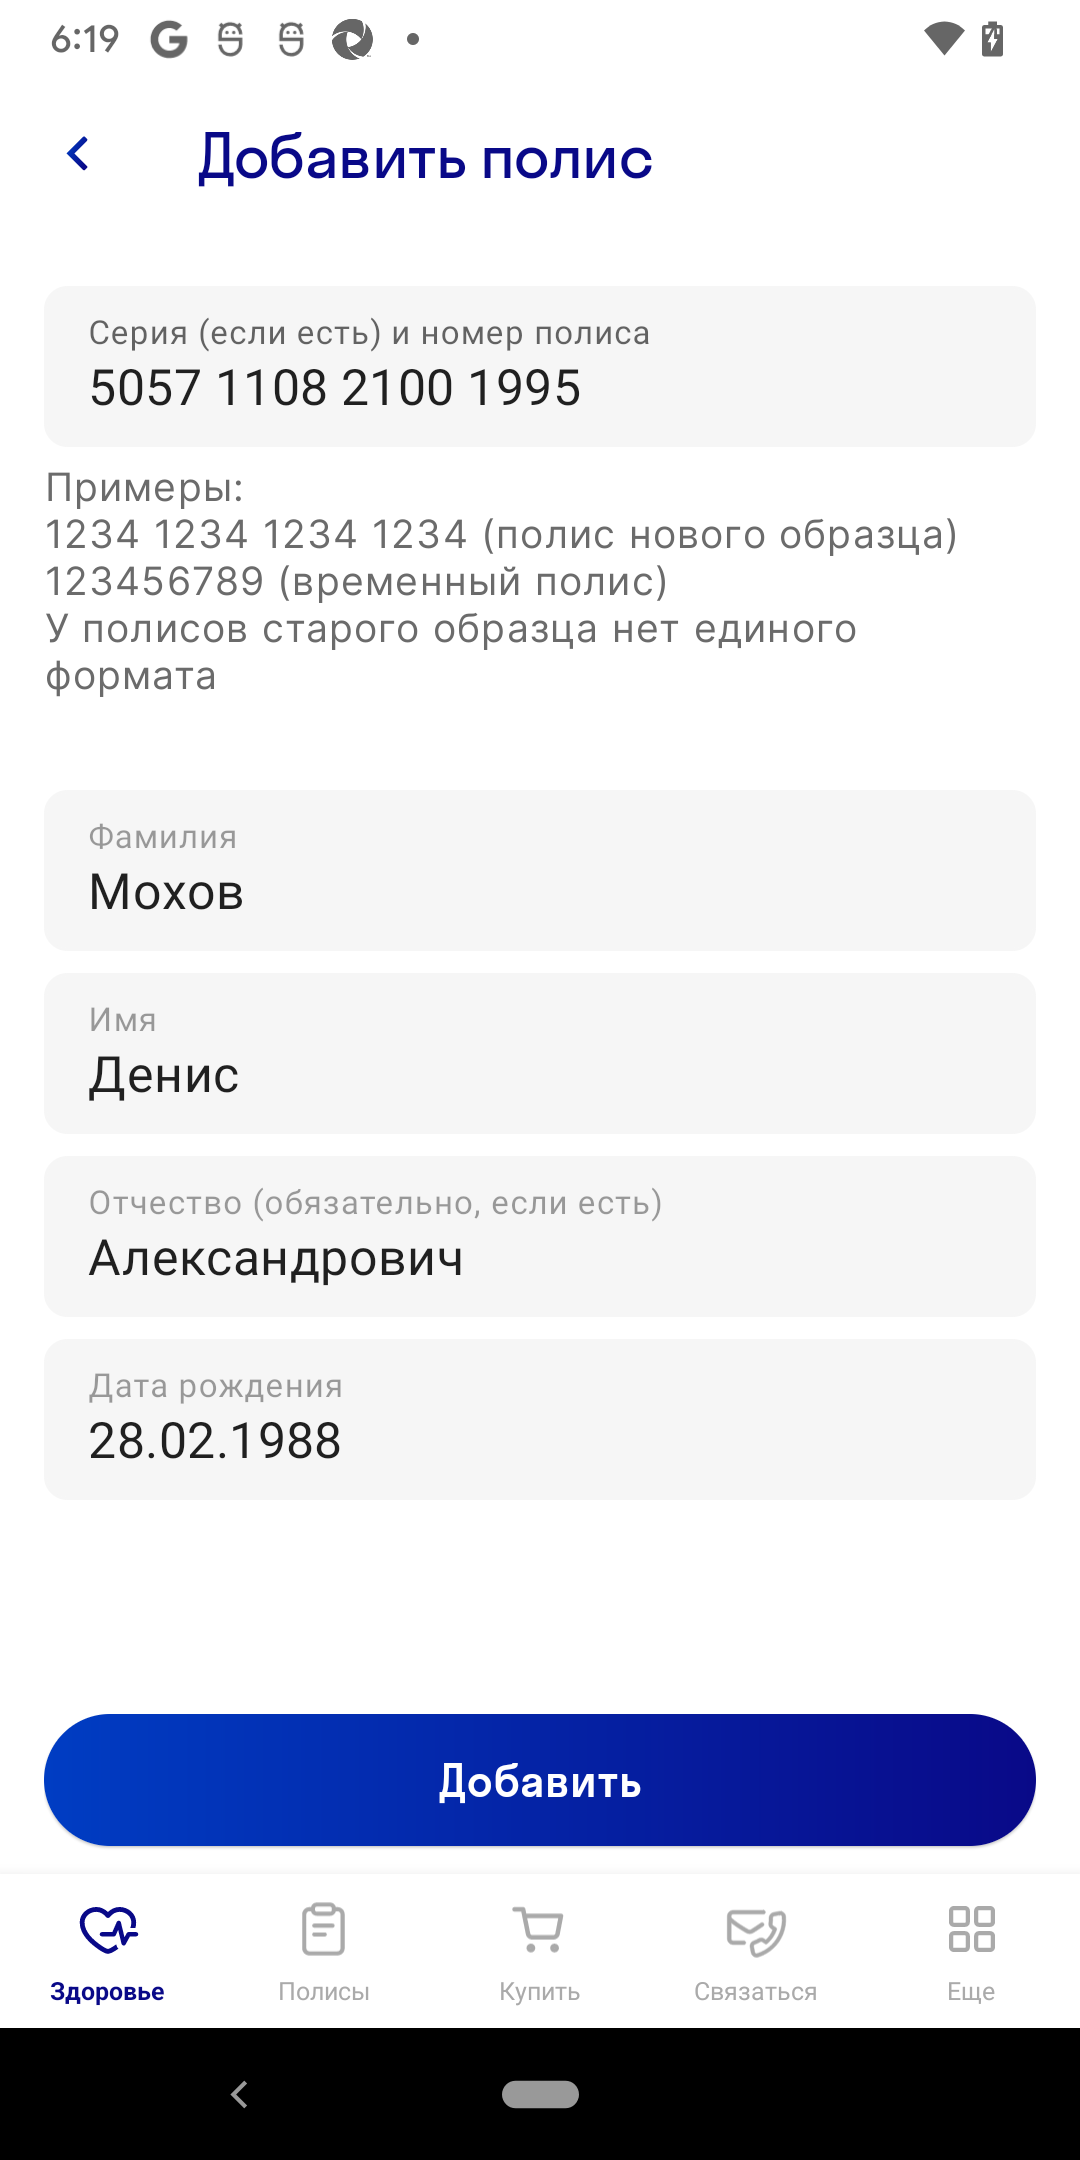 6:19
Добавить полис
Серия (если есть) и номер полиса
5057 1108 2100 1995
Примеры:
1234 1234 1234 1234 (полис нового образца)
123456789 (временный полис)
У полисов старого образца нет единого
формата
Фамилия
Мохов
Имя
Денис
Отчество (обязательно, если есть)
Александрович
Дата рождения
28.02.1988
Добавить
Здоровье
Полисы
Купить
Связаться
Еще